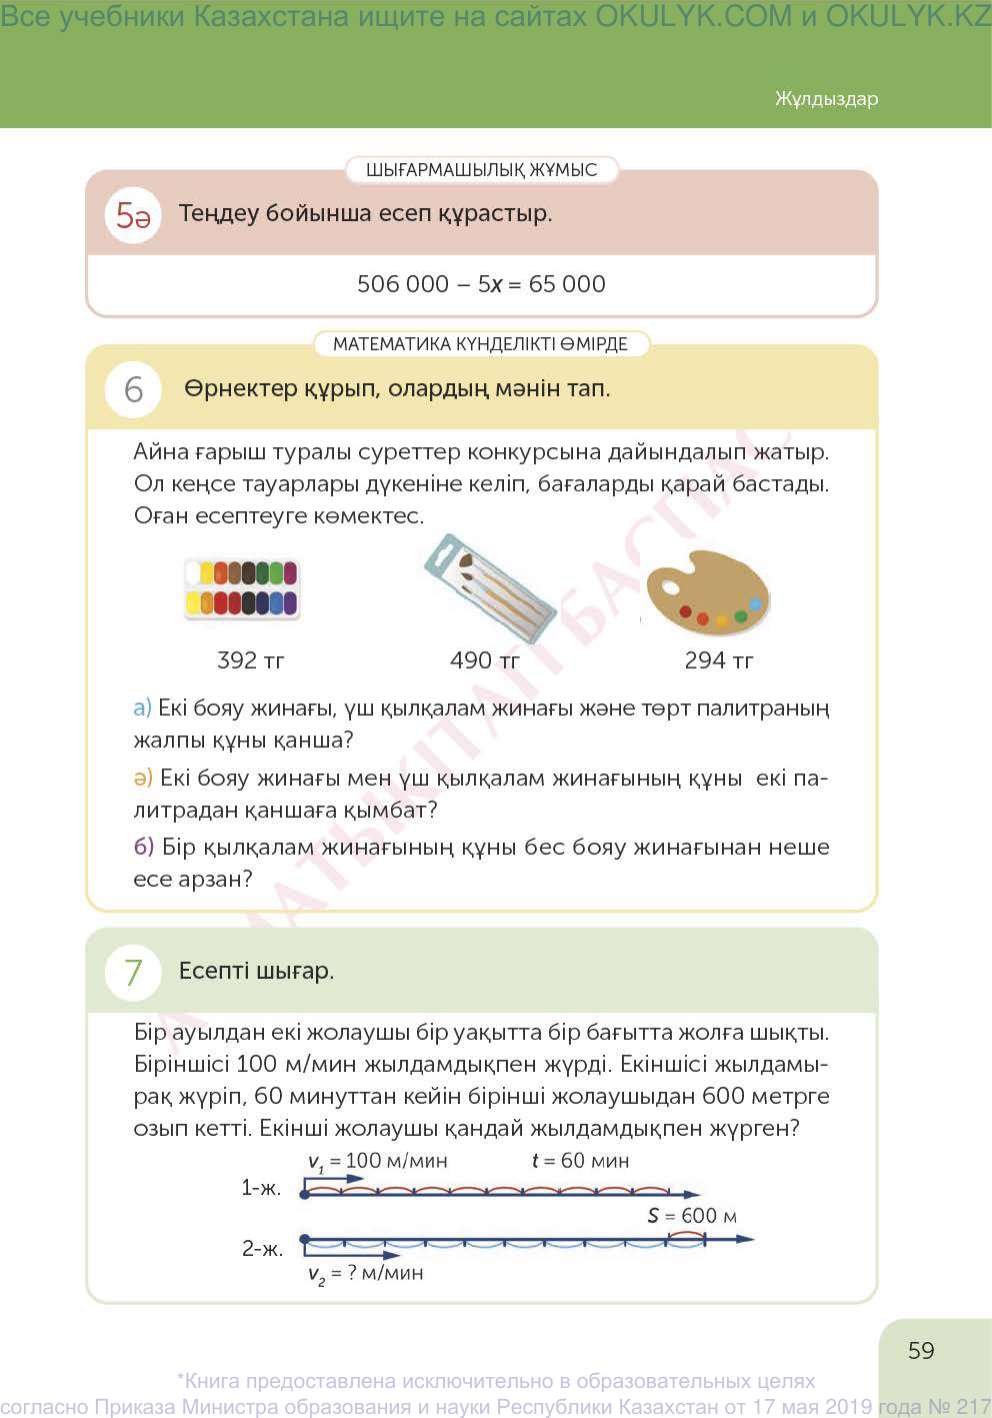 Все учебники Казахстана ищите на сайтах OKULYK.COM и OKULYK.KZ
Жұлдыздар
ШЫҒАРМАШЫЛЫҚ ЖҰМЫС
5ә Теңдеу бойынша есеп құрастыр.
506 000 – 5x = 65 000
МАТЕМАТИКА КҮНДЕЛІКТІ ӨМІРДЕ
6 Өрнектер құрып, олардың мәнін тап.
Айна ғарыш туралы суреттер конкурсына дайындалып жатыр.
Ол кеңсе тауарлары дүкеніне келіп, бағаларды қарай бастады.
Оған есептеуге көмектес.
392 тг 490 тг 294 тг
а) Екі бояу жинағы, үш қылқалам жинағы және төрт палитраның
жалпы құны қанша?
ә) Екі бояу жинағы мен үш қылқалам жинағының құны екі па-
литрадан қаншаға қымбат?
б) Бір қылқалам жинағының құны бес бояу жинағынан неше
есе арзан?
7 Есепті шығар.
Бір ауылдан екі жолаушы бір уақытта бір бағытта жолға шықты.
Біріншісі 100 м/мин жылдамдықпен жүрді. Екіншісі жылдамы-
рақ жүріп, 60 минуттан кейін бірінші жолаушыдан 600 метрге
озып кетті. Екінші жолаушы қандай жылдамдықпен жүрген?
v1 = 100 м/мин t = 60 мин
1-ж.
S = 600 м
2-ж.
v2 = ? м/мин
59
*Книга предоставлена исключительно в образовательных целях
согласно Приказа Министра образования и науки Республики Казахстан от 17 мая 2019 года № 217